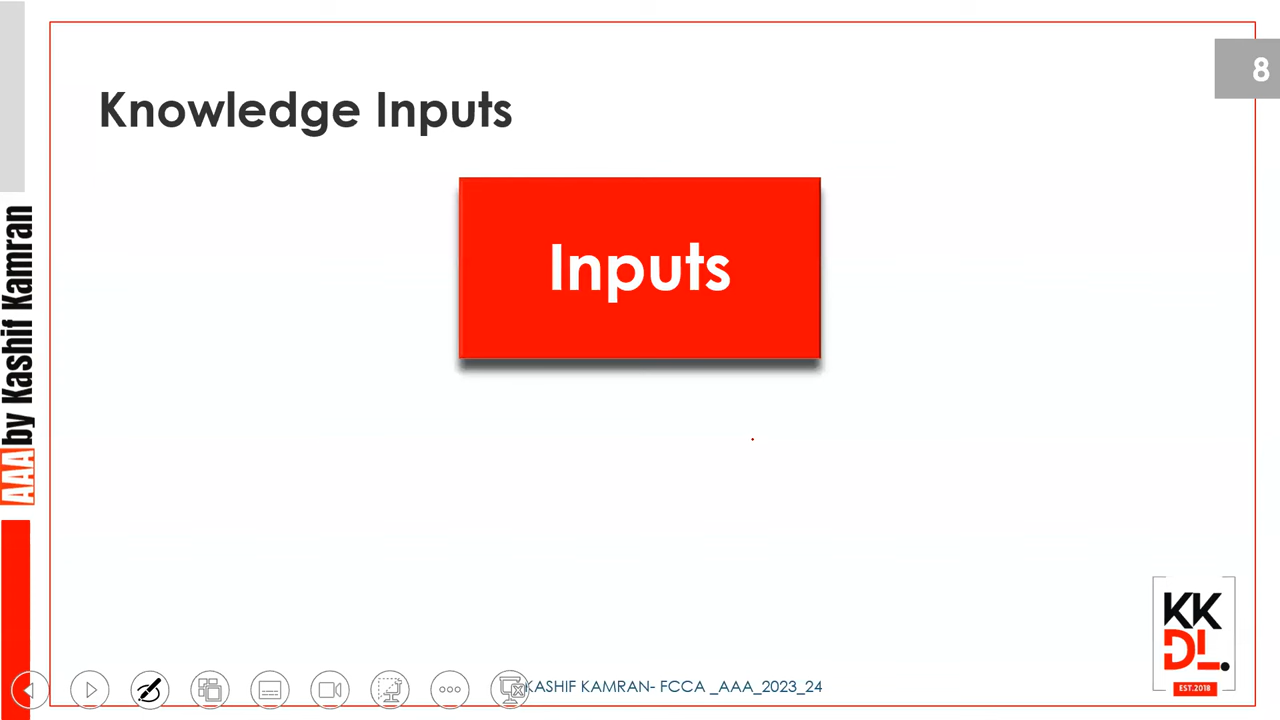 8
Knowledge Inputs
Inputs
AAA by Kashif Kamran
KK
DL.
EST.2018
KASHIF KAMRAN- FCCA _AAA_2023_24